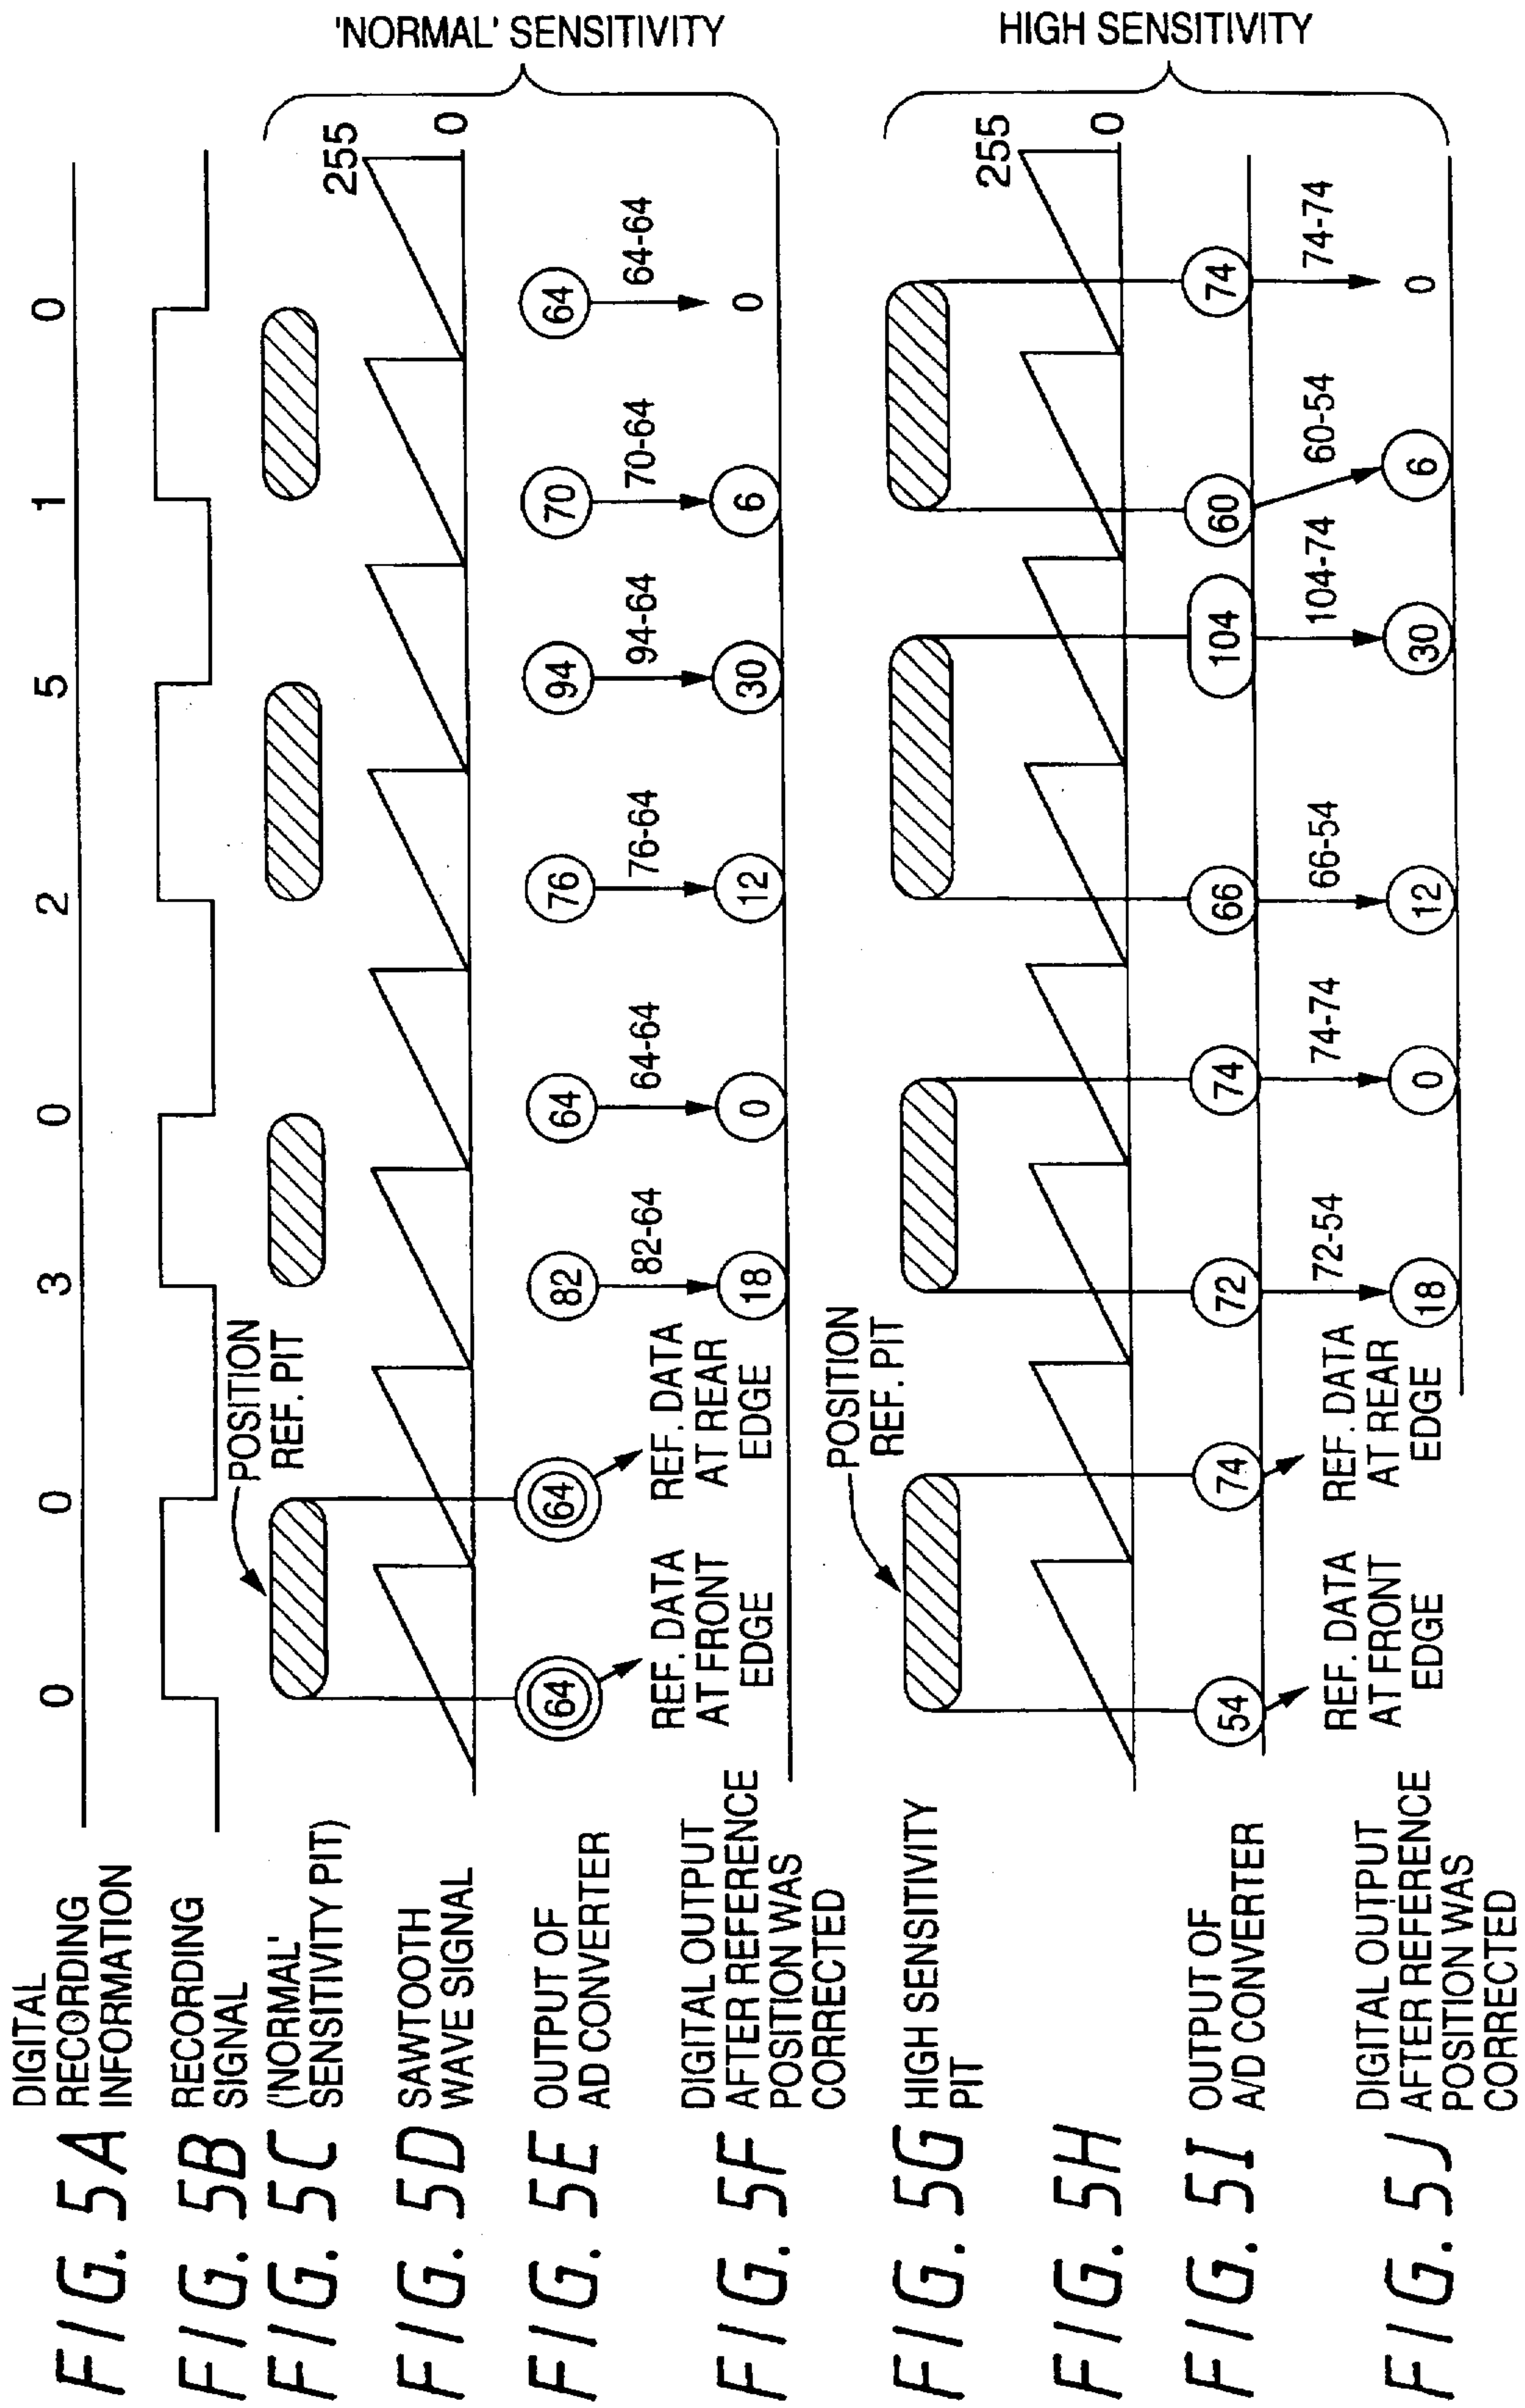 FIG. 5A
DIGITAL
RECORDING
INFORMATION
0 0 3 0 2 5 1 0
FIG. 5B
RECORDING
SIGNAL
FIG. 5C
("NORMAL'
SENSITIVITY PIT)
POSITION
REF. PIT
'NORMAL' SENSITIVITY
FIG. 5D
SAWTOOTH
WAVE SIGNAL
255
0
FIG. 5E
OUTPUT OF
AD CONVERTER
64 64 82 64 76 94 70 64
82-64 64-64 76-64 94-64 70-64 64-64
REF. DATA
AT FRONT
EDGE
REF. DATA
AT REAR
EDGE
FIG. 5F
DIGITAL OUTPUT
AFTER REFERENCE
POSITION WAS
CORRECTED
18 0 12 30 6 0
FIG. 5G
HIGH SENSITIVITY
PIT
POSITION
REF. PIT
HIGH SENSITIVITY
FIG. 5H
255
0
FIG. 5I
OUTPUT OF
A/D CONVERTER
54 74 72 74 66 104 60 74
72-54 74-74 66-54 104-74 60-54 74-74
REF. DATA
AT FRONT
EDGE
REF. DATA
AT REAR
EDGE
FIG. 5J
DIGITAL OUTPUT
AFTER REFERENCE
POSITION WAS
CORRECTED
18 0 12 30 6 0